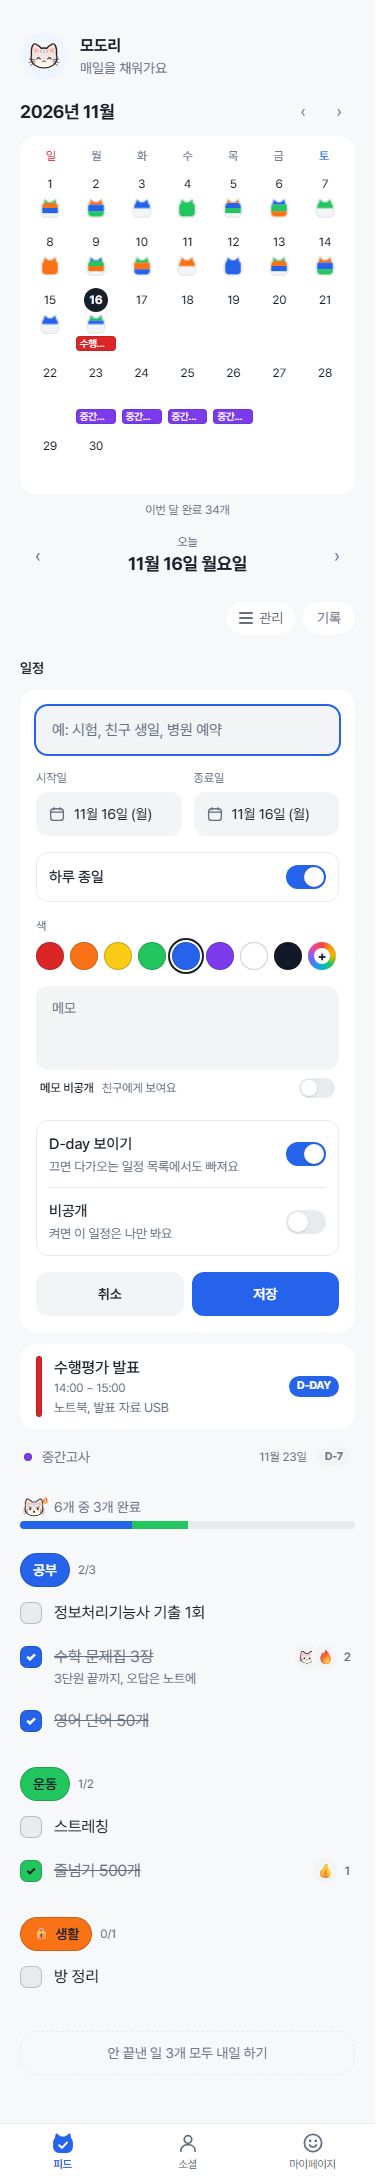 모도리
매일을 채워가요
2026년 11월
‹ ›
일 월 화 수 목 금 토
1 2 3 4 5 6 7
8 9 10 11 12 13 14
15 16 17 18 19 20 21
수행...
22 23 24 25 26 27 28
중간... 중간... 중간... 중간...
29 30
이번 달 완료 34개
오늘
‹ 11월 16일 월요일 ›
관리 기록
일정
예: 시험, 친구 생일, 병원 예약
시작일 종료일
11월 16일 (월) 11월 16일 (월)
하루 종일
색
+
메모
메모 비공개 친구에게 보여요
D-day 보이기
끄면 다가오는 일정 목록에서도 빠져요
비공개
켜면 이 일정은 나만 봐요
취소 저장
수행평가 발표
14:00 ~ 15:00
노트북, 발표 자료 USB
D-DAY
중간고사 11월 23일 D-7
6개 중 3개 완료
공부 2/3
정보처리기능사 기출 1회
수학 문제집 3장 2
3단원 끝까지, 오답은 노트에
영어 단어 50개
운동 1/2
스트레칭
줄넘기 500개 1
생활 0/1
방 정리
안 끝낸 일 3개 모두 내일 하기
피드 소셜 마이페이지